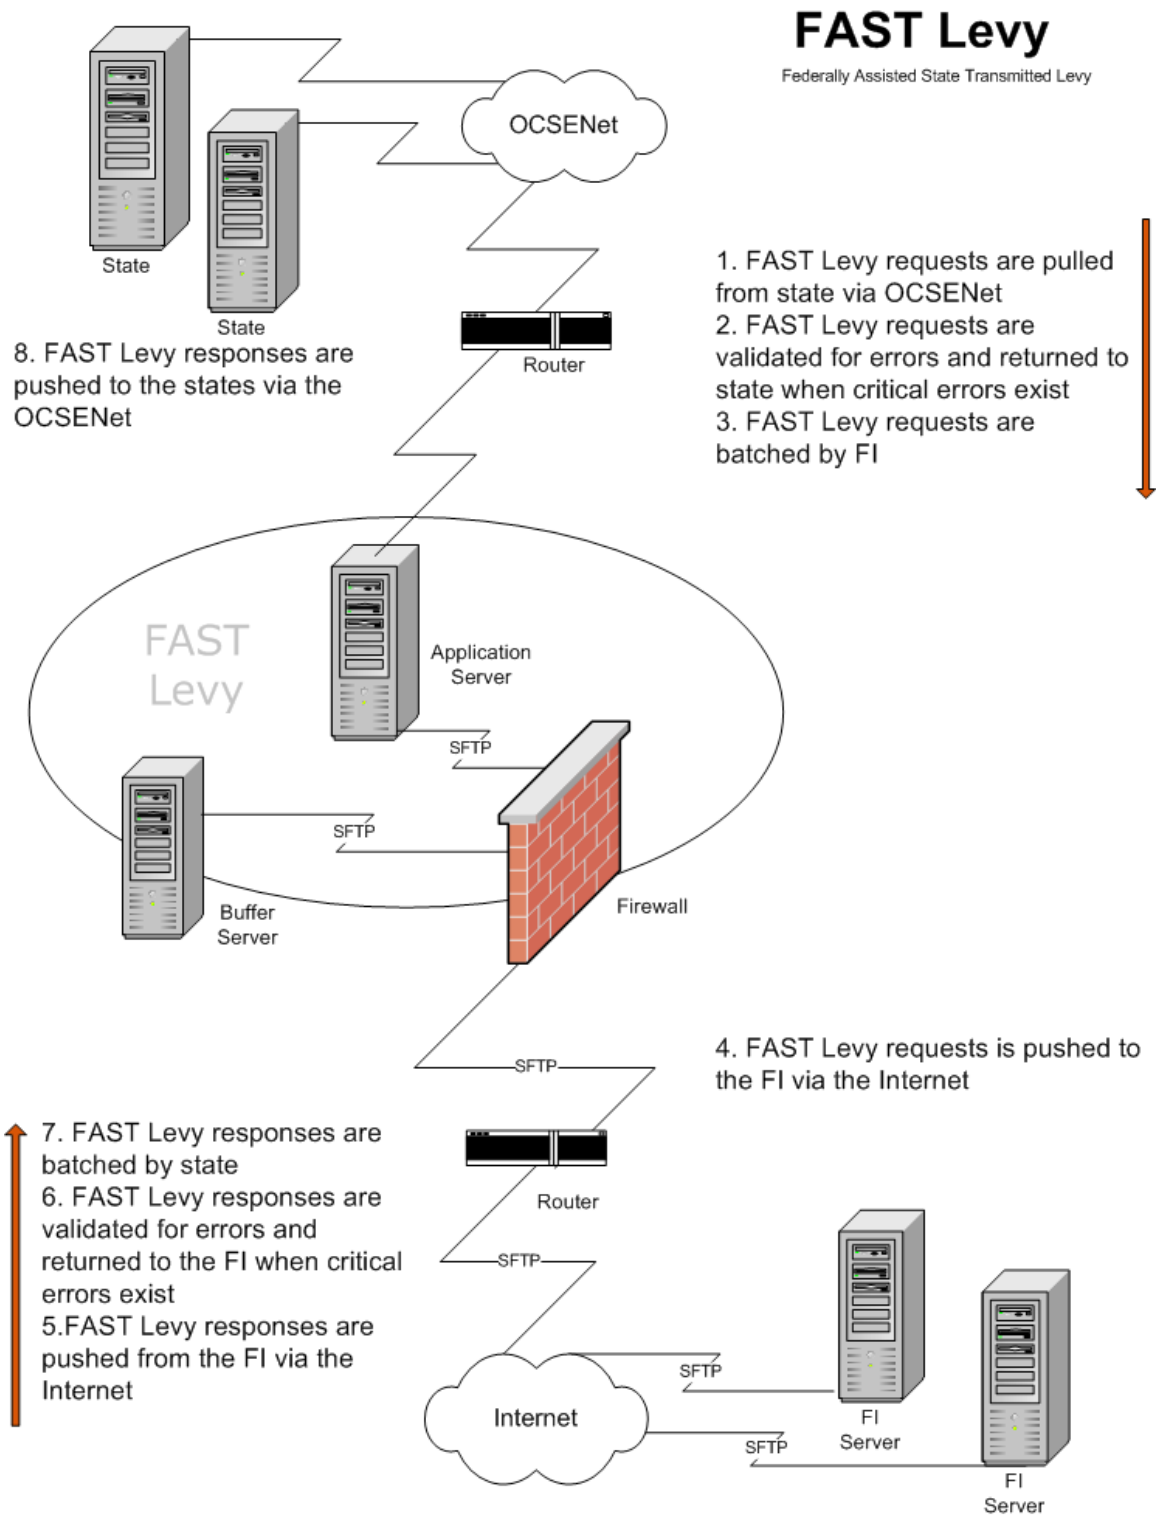 FAST Levy
Federally Assisted State Transmitted Levy
OCSENet
State
State
1. FAST Levy requests are pulled
from state via OCSENet
2. FAST Levy requests are
validated for errors and returned to
state when critical errors exist
3. FAST Levy requests are
batched by FI
8. FAST Levy responses are
pushed to the states via the
OCSENet
Router
FAST
Levy
Application
Server
SFTP
SFTP
Buffer
Server
Firewall
4. FAST Levy requests is pushed to
the FI via the Internet
SFTP
7. FAST Levy responses are
batched by state
6. FAST Levy responses are
validated for errors and
returned to the FI when critical
errors exist
5.FAST Levy responses are
pushed from the FI via the
Internet
Router
SFTP
Internet
SFTP
FI
Server
SFTP
FI
Server